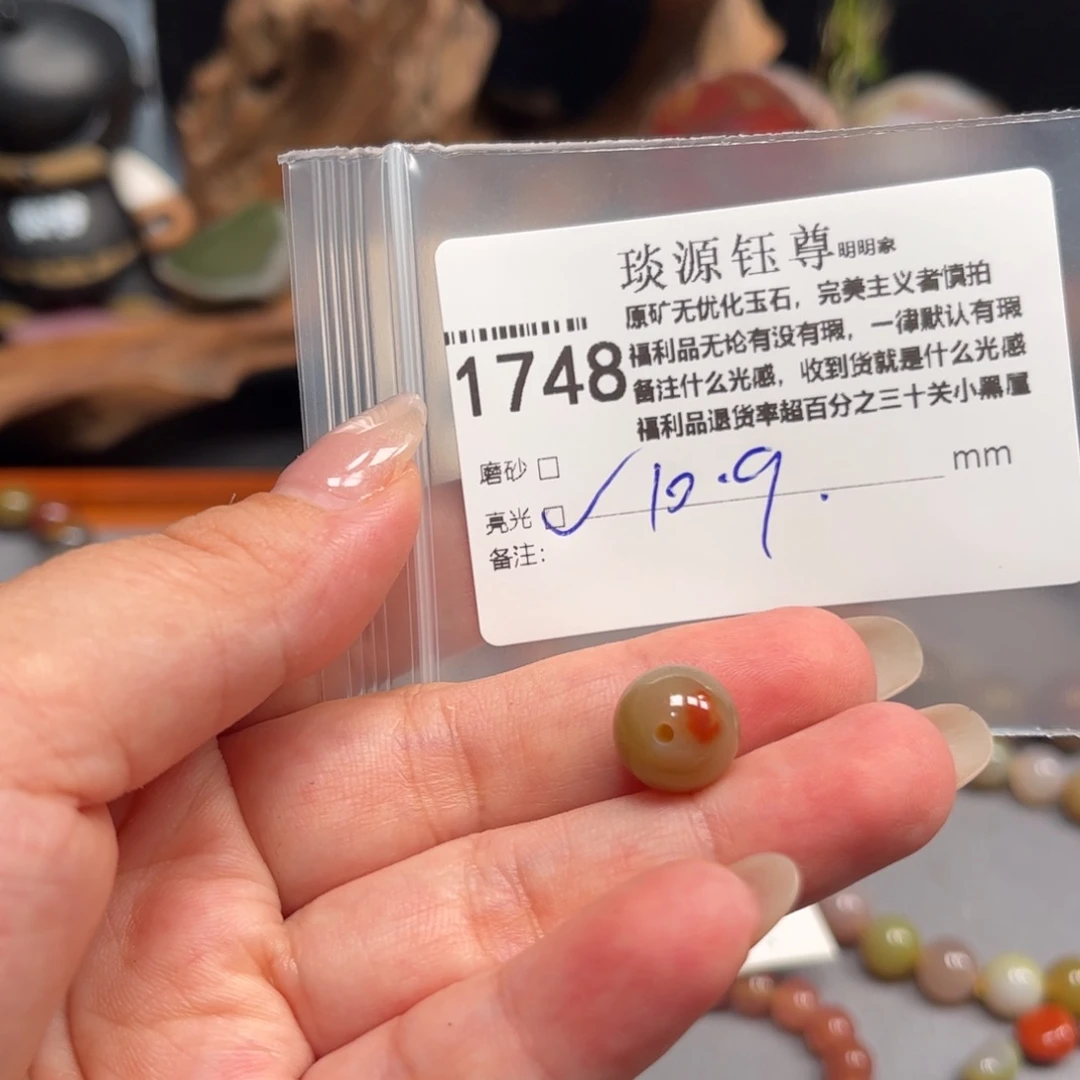 琰源钰尊明明家
原矿无优化玉石，完美主义者慎拍
福利品无论有没有瑕，一律默认有瑕
备注什么光感，收到货就是什么光感
福利品退货率超百分之三十关小黑屋
1748
磨砂 □
10.9. mm
亮光 □
备注: